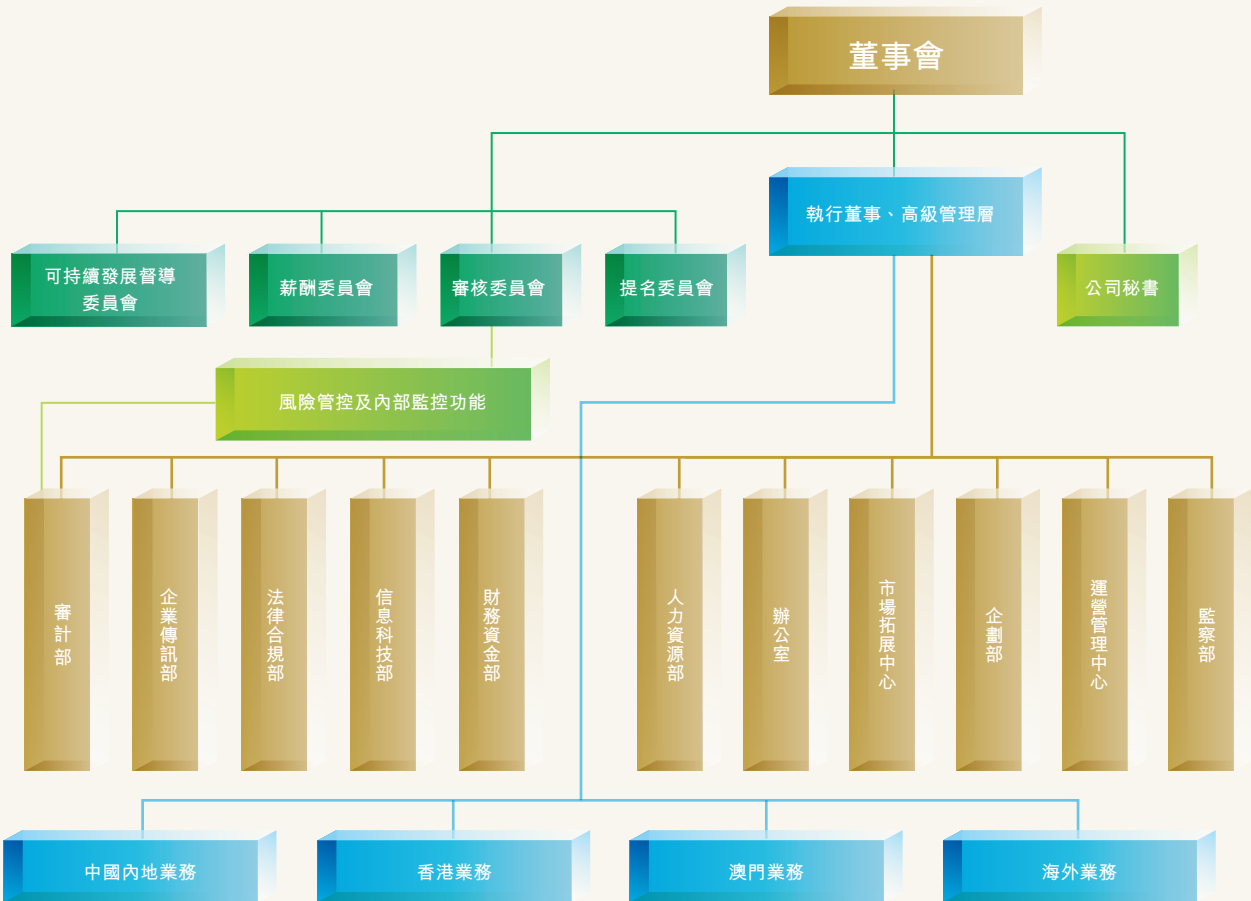 董事會
執行董事、高級管理層
可持續發展督導
委員會
薪酬委員會
審核委員會
提名委員會
公司秘書
風險管控及內部監控功能
審計部
企業傳訊部
法律合規部
信息科技部
財務資金部
人力資源部
辦公室
市場拓展中心
企劃部
運營管理中心
監察部
中國內地業務
香港業務
澳門業務
海外業務